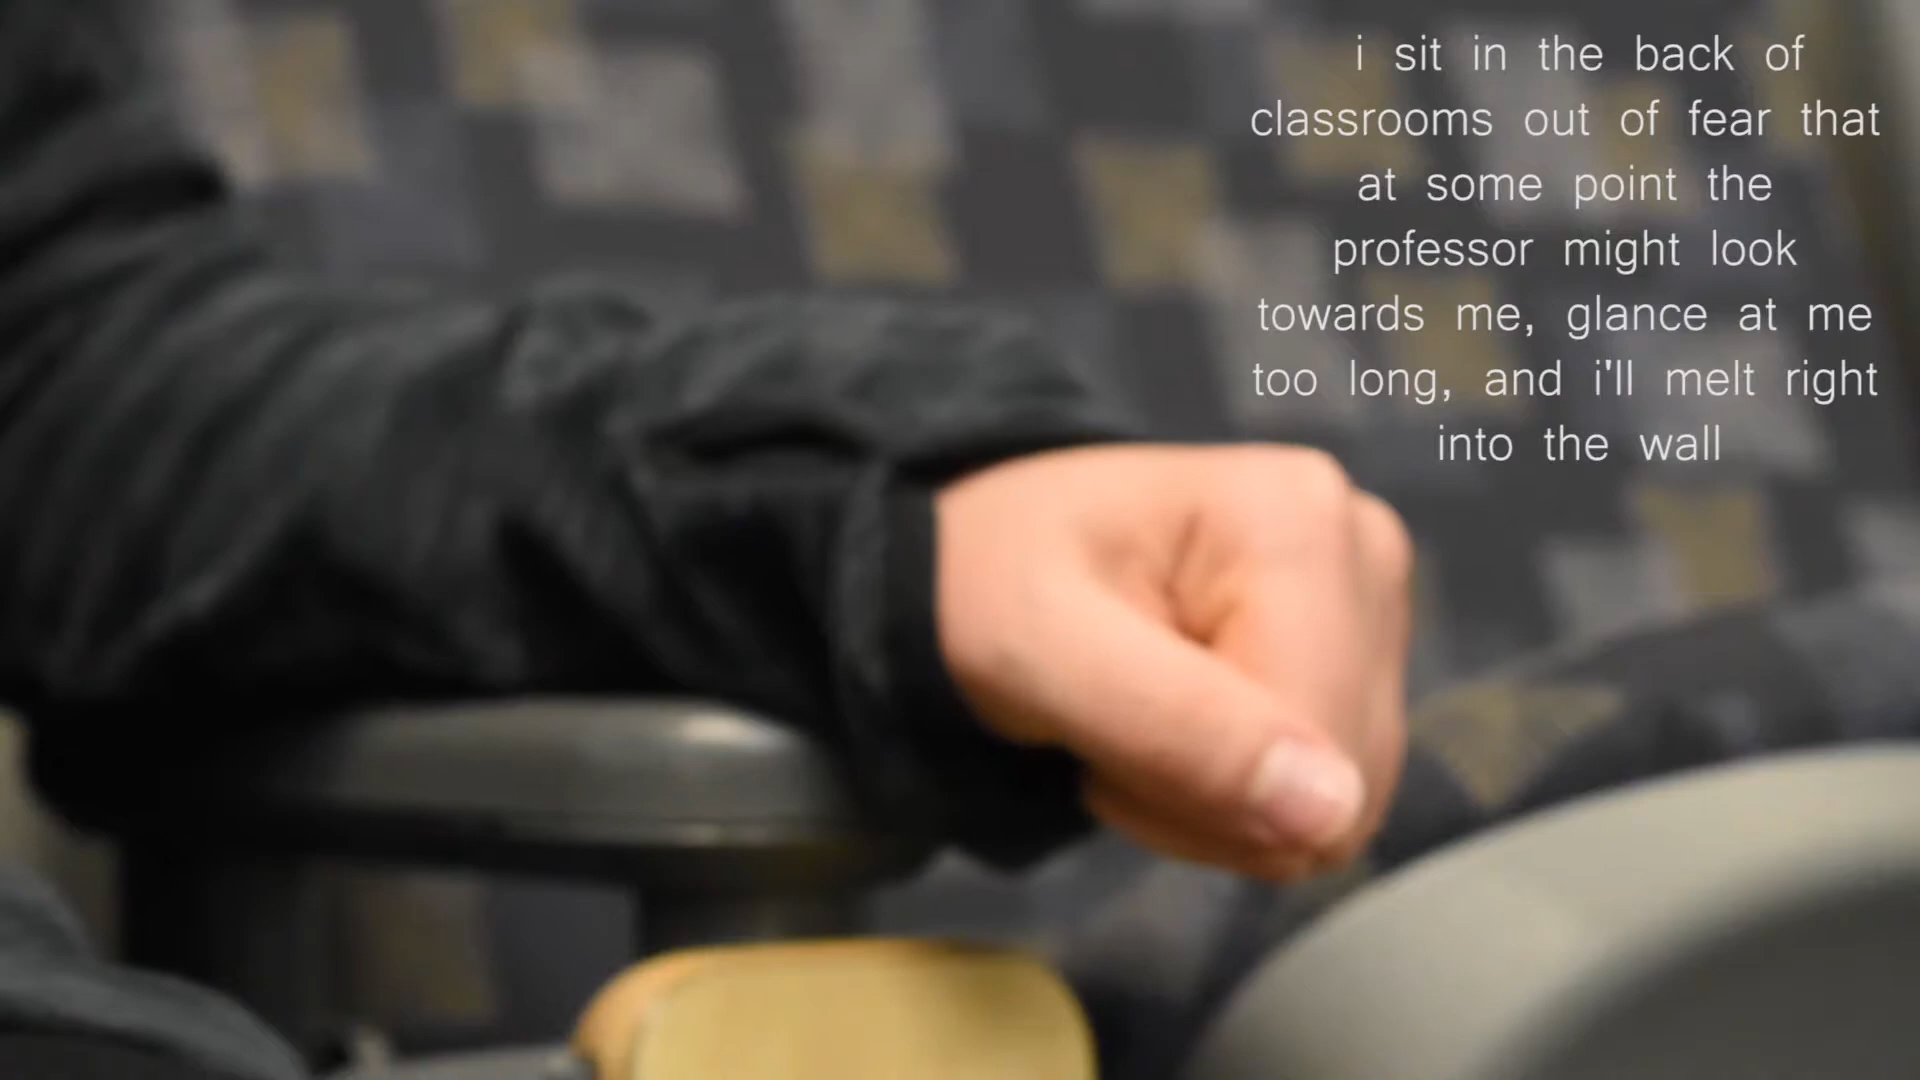 i sit in the back of
classrooms out of fear that
at some point the
professor might look
towards me, glance at me
too long, and i'll melt right
into the wall